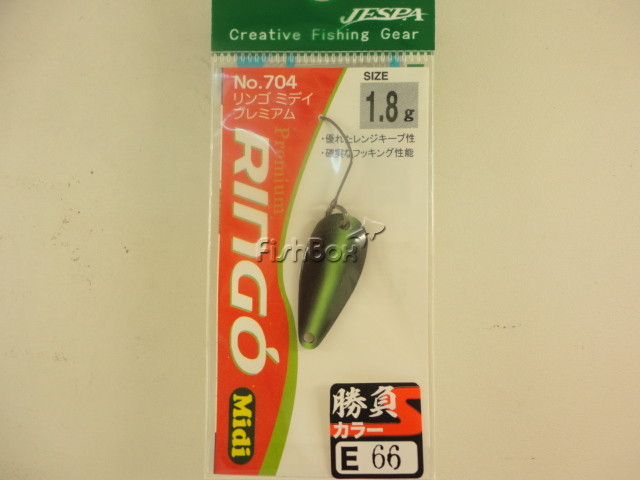 JESPA
Creative Fishing Gear
No.704
リンゴ ミディ
プレミアム
SIZE
1.8g
・優れたレンジキープ性
・確実なフッキング性能
Premium
RINGO
Midi
FishBox
勝負
カラー
E 66